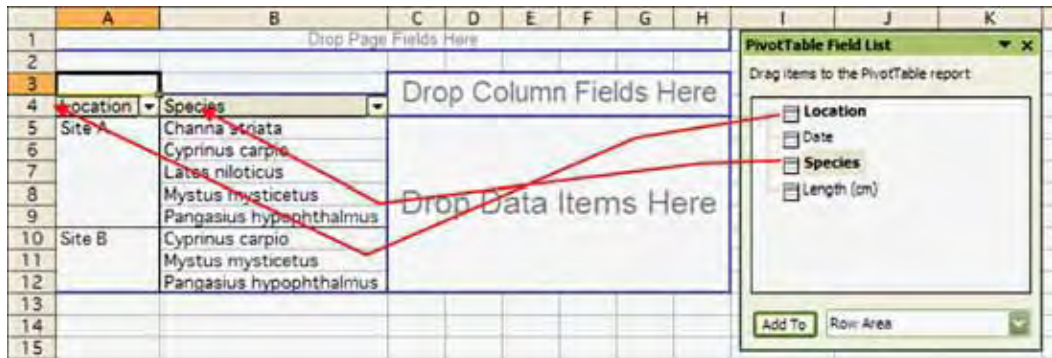 A B C D E F G H I J K
1 Drop Page Fields Here
PivotTable Field List
2
Drag items to the PivotTable report
3
Drop Column Fields Here
4 Location Species
Location
5 Site A Channa striata
Date
6 Cyprinus carpio
Species
7 Lates niloticus
Length (cm)
8 Mystus mysticetus
Drop Data Items Here
9 Pangasius hypophthalmus
10 Site B Cyprinus carpio
11 Mystus mysticetus
12 Pangasius hypophthalmus
13
14
Add To Row Area
15